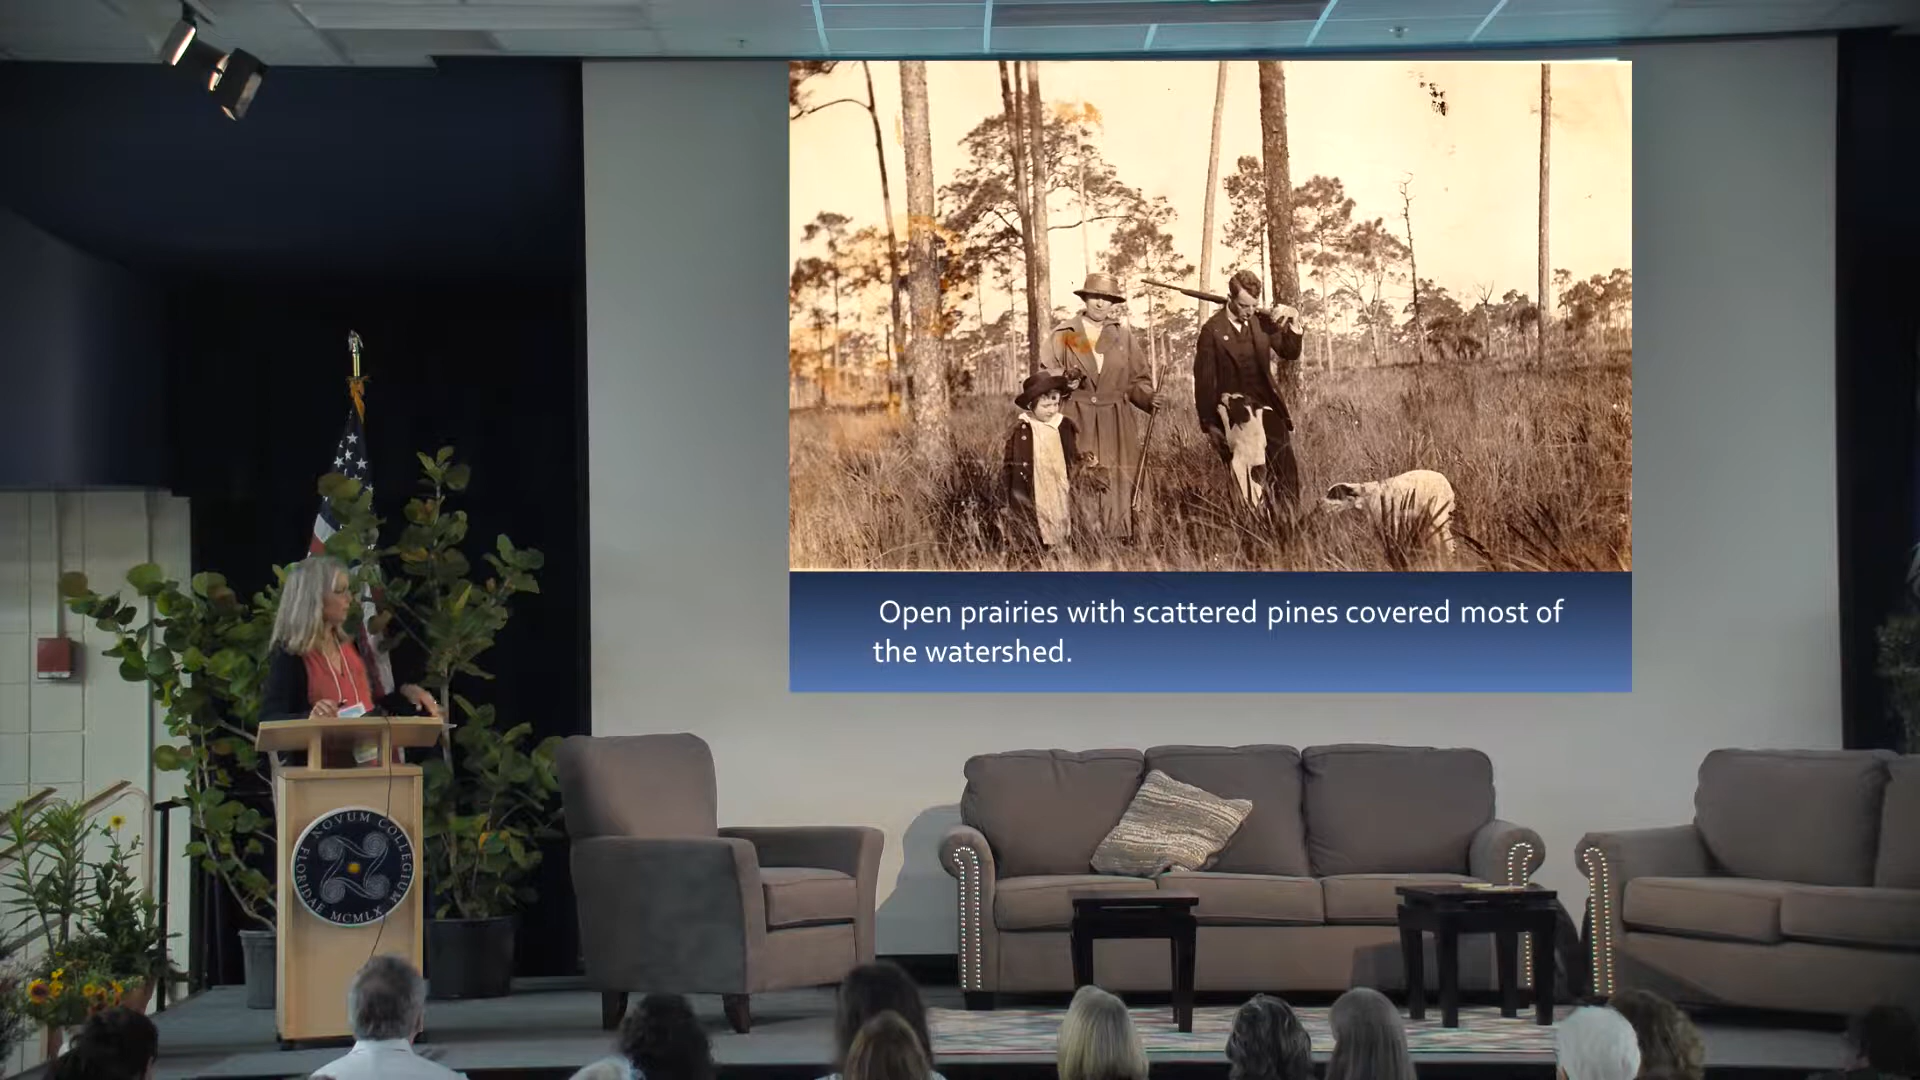 Open prairies with scattered pines covered most of
the watershed.
NOVUM COLLEGIUM
FLORIDAE MCMLX